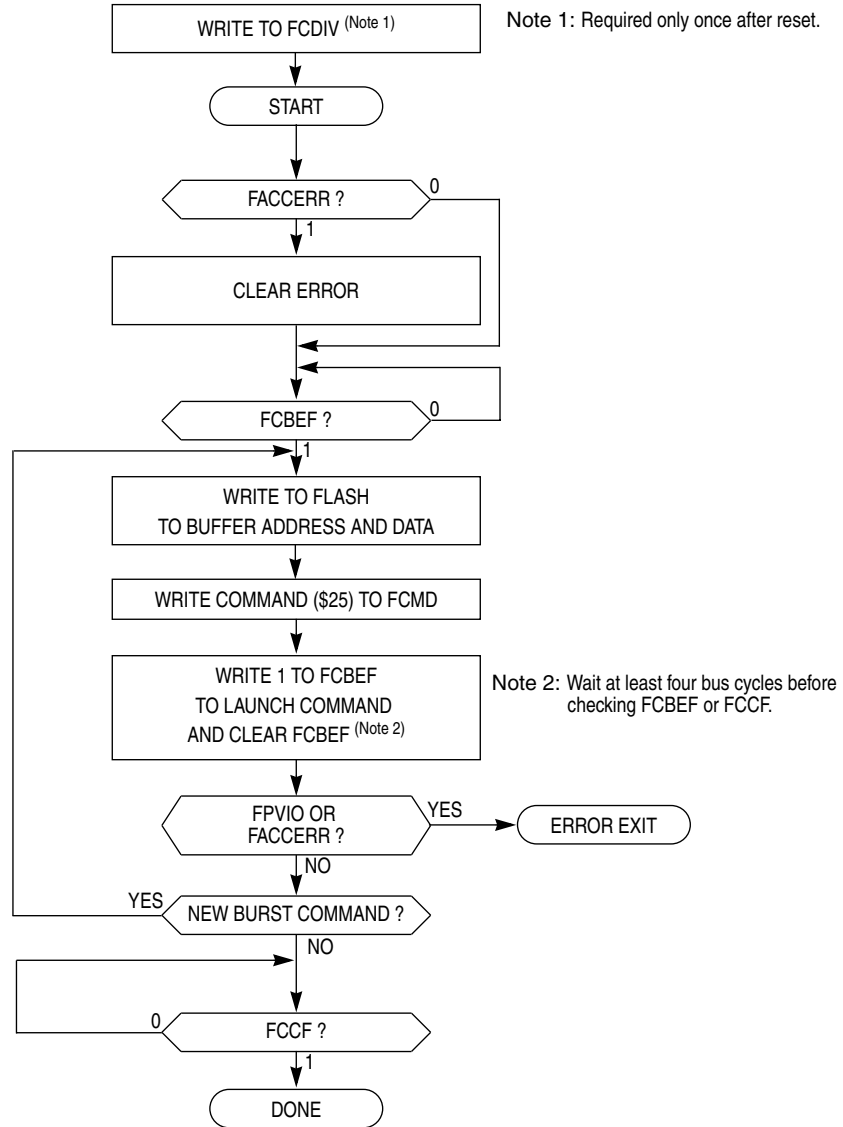 WRITE TO FCDIV (Note 1)
Note 1: Required only once after reset.
START
FACCERR ?
0
1
CLEAR ERROR
FCBEF ?
0
1
WRITE TO FLASH
TO BUFFER ADDRESS AND DATA
WRITE COMMAND ($25) TO FCMD
WRITE 1 TO FCBEF
TO LAUNCH COMMAND
AND CLEAR FCBEF (Note 2)
Note 2: Wait at least four bus cycles before
checking FCBEF or FCCF.
FPVIO OR
FACCERR ?
YES
ERROR EXIT
NO
YES
NEW BURST COMMAND ?
NO
0
FCCF ?
1
DONE